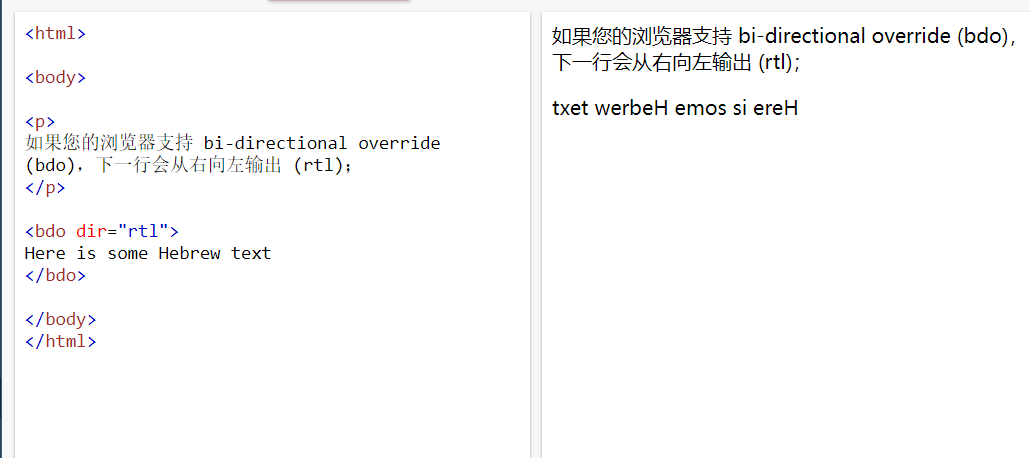 <html>
<body>
<p>
如果您的浏览器支持 bi-directional override
(bdo)，下一行会从右向左输出 (rtl)；
</p>
<bdo dir="rtl">
Here is some Hebrew text
</bdo>
</body>
</html>
如果您的浏览器支持 bi-directional override (bdo)，
下一行会从右向左输出 (rtl)；
txet werbeH emos si ereH